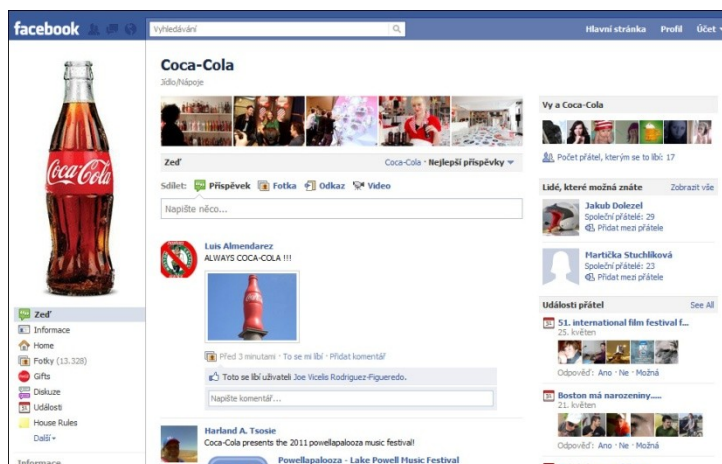 facebook
Vyhledávání
Hlavní stránka Profil Účet
Coca-Cola
Jídlo/Nápoje
Coca-Cola
Zeď
Coca-Cola · Nejlepší příspěvky
Sdílet: Příspěvek Fotka Odkaz Video
Napište něco...
Luis Almendarez
ALWAYS COCA-COLA !!!
Před 3 minutami · To se mi líbí · Přidat komentář
Toto se líbí uživateli Joe Vicelis Rodriguez-Figueredo.
Napište komentář...
Harland A. Tsosie
Coca-Cola presents the 2011 powellapalooza music festival!
Powellapalooza - Lake Powell Music Festival
Zeď
Informace
Home
Fotky (13.328)
Gifts
Diskuze
Události
House Rules
Další
Informace
Vy a Coca-Cola
Počet přátel, kterým se to líbí: 17
Lidé, které možná znáte Zobrazit vše
Jakub Dolezel
Společní přátelé: 29
Přidat mezi přátele
Martička Stuchlíková
Společní přátelé: 23
Přidat mezi přátele
Události přátel See All
51. international film festival f...
25. květen
Odpověď: Ano · Ne · Možná
Boston má narozeniny.....
21. květen
Odpověď: Ano · Ne · Možná